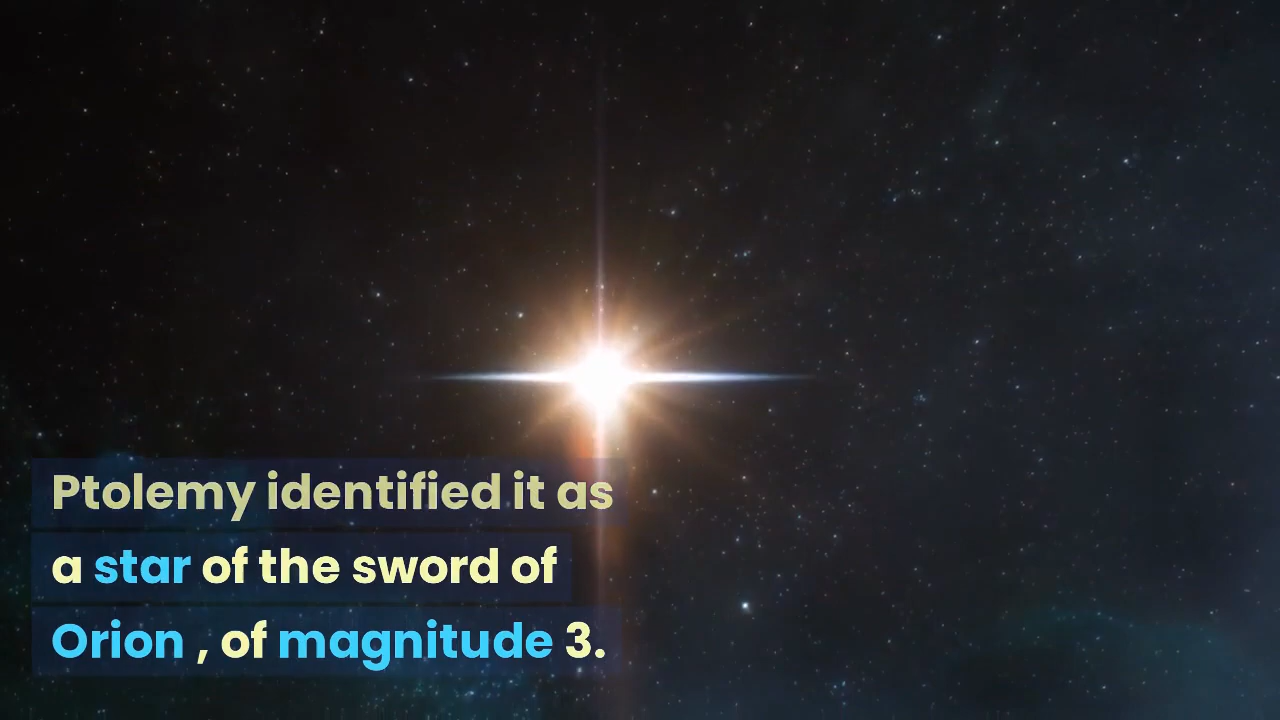 Ptolemy identified it as
a star of the sword of
Orion , of magnitude 3.